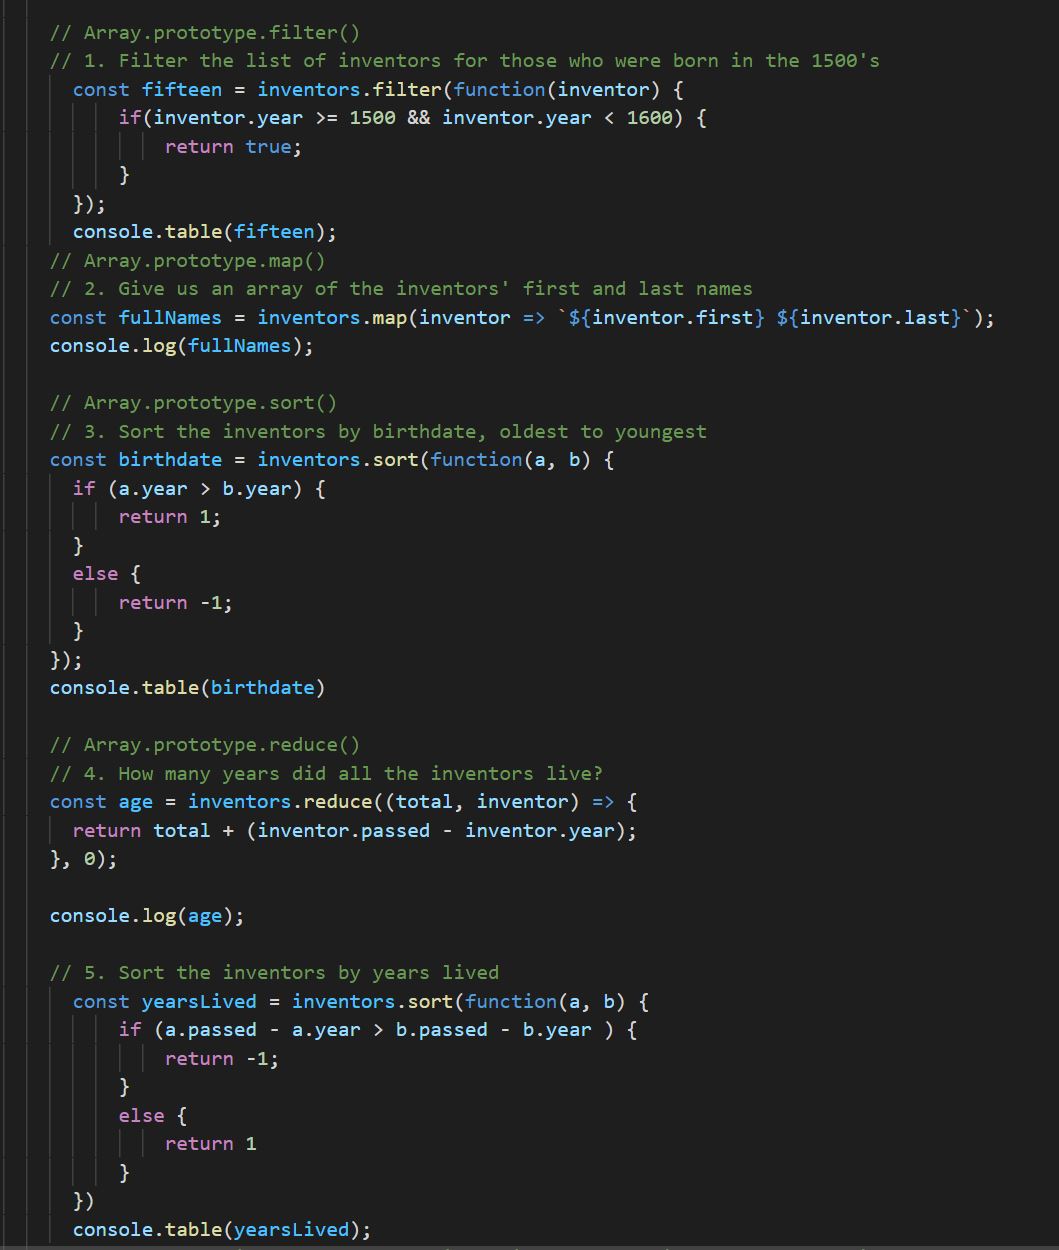 // Array.prototype.filter()
// 1. Filter the list of inventors for those who were born in the 1500's
const fifteen = inventors.filter(function(inventor) {
if(inventor.year >= 1500 && inventor.year < 1600) {
return true;
}
});
console.table(fifteen);
// Array.prototype.map()
// 2. Give us an array of the inventors' first and last names
const fullNames = inventors.map(inventor => `${inventor.first} ${inventor.last}`);
console.log(fullNames);

// Array.prototype.sort()
// 3. Sort the inventors by birthdate, oldest to youngest
const birthdate = inventors.sort(function(a, b) {
if (a.year > b.year) {
return 1;
}
else {
return -1;
}
});
console.table(birthdate)

// Array.prototype.reduce()
// 4. How many years did all the inventors live?
const age = inventors.reduce((total, inventor) => {
return total + (inventor.passed - inventor.year);
}, 0);

console.log(age);

// 5. Sort the inventors by years lived
const yearsLived = inventors.sort(function(a, b) {
if (a.passed - a.year > b.passed - b.year ) {
return -1;
}
else {
return 1
}
})
console.table(yearsLived);